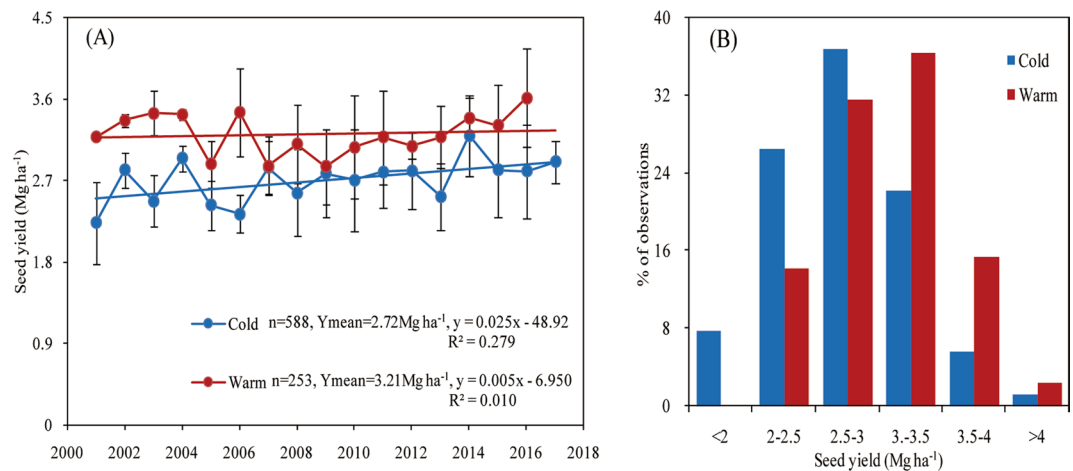 (A)
4.5
3.6
2.7
1.8
0.9
0
Seed yield (Mg ha-1)
Cold n=588, Ymean=2.72Mg ha-1, y = 0.025x - 48.92
R² = 0.279
Warm n=253, Ymean=3.21Mg ha-1, y = 0.005x - 6.950
R² = 0.010
2000 2002 2004 2006 2008 2010 2012 2014 2016 2018
(B)
40
32
24
16
8
0
% of observations
Cold
Warm
<2 2-2.5 2.5-3 3.-3.5 3.5-4 >4
Seed yield (Mg ha-1)